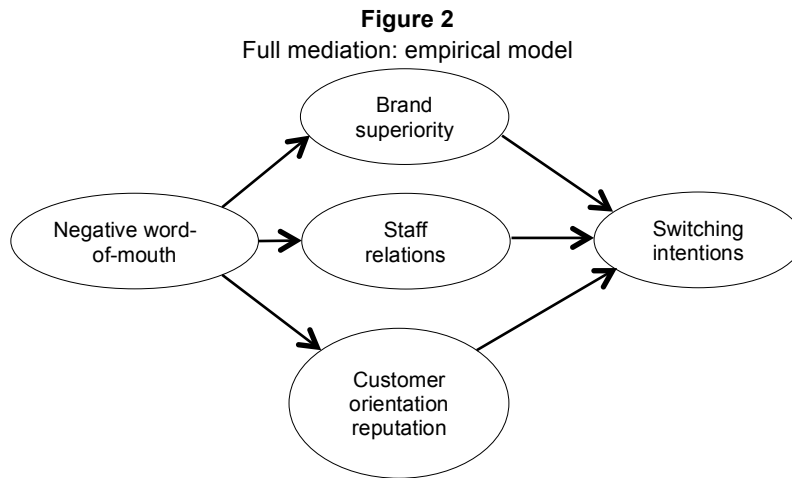 Figure 2
Full mediation: empirical model
Brand
superiority
Negative word-
of-mouth
Staff
relations
Switching
intentions
Customer
orientation
reputation